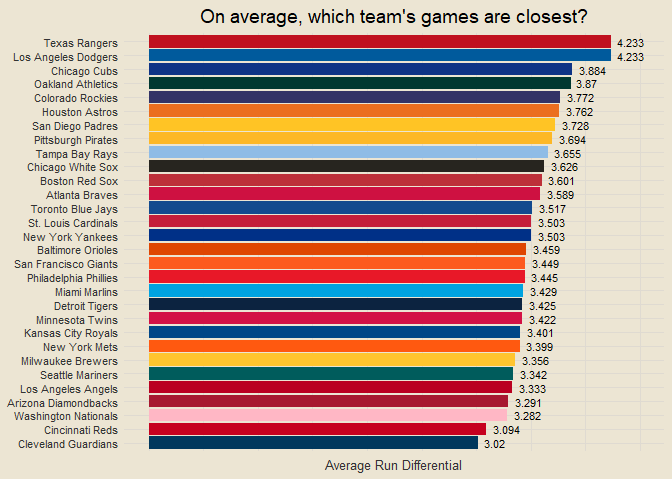 On average, which team's games are closest?
Texas Rangers 4.233
Los Angeles Dodgers 4.233
Chicago Cubs 3.884
Oakland Athletics 3.87
Colorado Rockies 3.772
Houston Astros 3.762
San Diego Padres 3.728
Pittsburgh Pirates 3.694
Tampa Bay Rays 3.655
Chicago White Sox 3.626
Boston Red Sox 3.601
Atlanta Braves 3.589
Toronto Blue Jays 3.517
St. Louis Cardinals 3.503
New York Yankees 3.503
Baltimore Orioles 3.459
San Francisco Giants 3.449
Philadelphia Phillies 3.445
Miami Marlins 3.429
Detroit Tigers 3.425
Minnesota Twins 3.422
Kansas City Royals 3.401
New York Mets 3.399
Milwaukee Brewers 3.356
Seattle Mariners 3.342
Los Angeles Angels 3.333
Arizona Diamondbacks 3.291
Washington Nationals 3.282
Cincinnati Reds 3.094
Cleveland Guardians 3.02
Average Run Differential